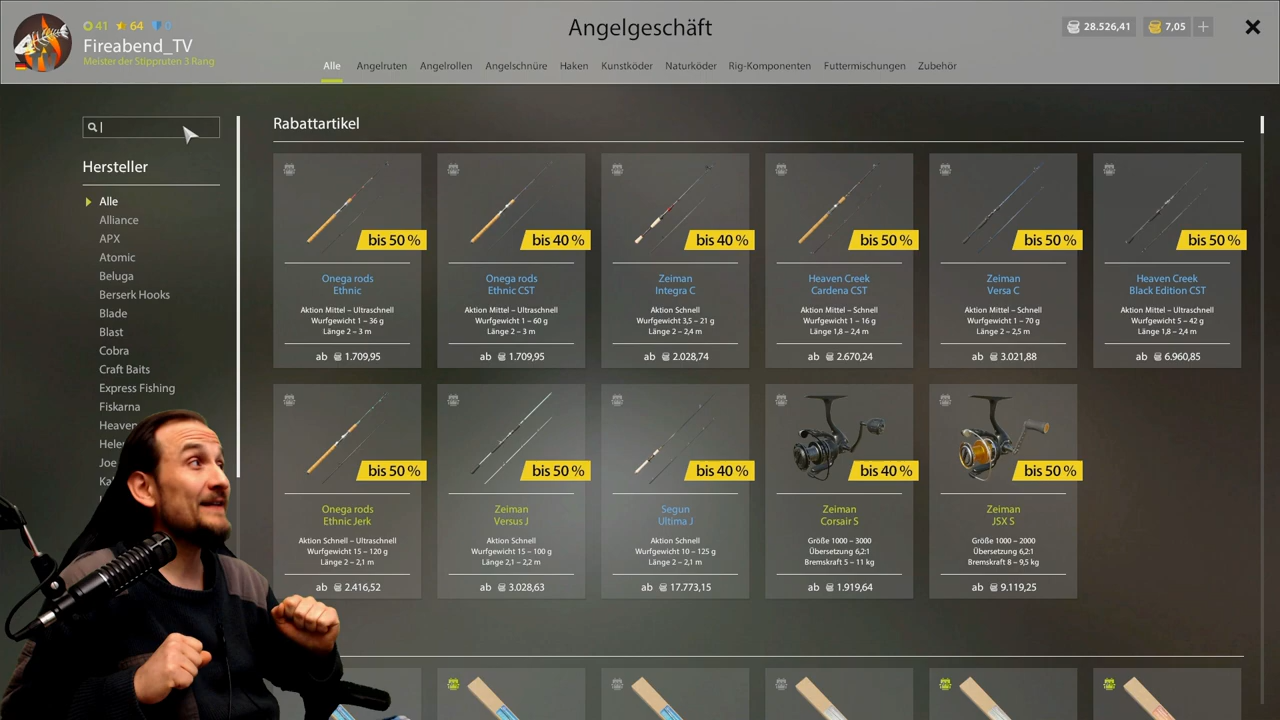 41 64 0
Fireabend_TV
Meister der Stippruten 3 Rang
Angelgeschäft
28.526,41 7,05 +
Alle Angelruten Angelrollen Angelschnüre Haken Kunstköder Naturköder Rig-Komponenten Futtermischungen Zubehör
Hersteller
Alle
Alliance
APX
Atomic
Beluga
Berserk Hooks
Blade
Blast
Cobra
Craft Baits
Express Fishing
Fiskarna
Heaven
Hele
Joe
Ka
Rabattartikel
bis 50 %
Onega rods
Ethnic
Aktion Mittel – Ultraschnell
Wurfgewicht 1 – 36 g
Länge 2 – 3 m
ab 1.709,95
bis 40 %
Onega rods
Ethnic CST
Aktion Mittel – Ultraschnell
Wurfgewicht 1 – 60 g
Länge 2 – 3 m
ab 1.709,95
bis 40 %
Zeiman
Integra C
Aktion Schnell
Wurfgewicht 3,5 – 21 g
Länge 2 – 2,4 m
ab 2.028,74
bis 50 %
Heaven Creek
Cardena CST
Aktion Mittel – Schnell
Wurfgewicht 1 – 16 g
Länge 1,8 – 2,4 m
ab 2.670,24
bis 50 %
Zeiman
Versa C
Aktion Mittel – Schnell
Wurfgewicht 1 – 70 g
Länge 2 – 2,5 m
ab 3.021,88
bis 50 %
Heaven Creek
Black Edition CST
Aktion Mittel – Ultraschnell
Wurfgewicht 5 – 42 g
Länge 1,8 – 2,4 m
ab 6.960,85
bis 50 %
Onega rods
Ethnic Jerk
Aktion Schnell – Ultraschnell
Wurfgewicht 15 – 120 g
Länge 2 – 2,1 m
ab 2.416,52
bis 50 %
Zeiman
Versus J
Aktion Schnell
Wurfgewicht 15 – 100 g
Länge 2,1 – 2,2 m
ab 3.028,63
bis 40 %
Segun
Ultima J
Aktion Schnell
Wurfgewicht 10 – 125 g
Länge 2 – 2,1 m
ab 17.773,15
bis 40 %
Zeiman
Corsair S
Größe 1000 – 3000
Übersetzung 6,2:1
Bremskraft 5 – 11 kg
ab 1.919,64
bis 50 %
Zeiman
JSX S
Größe 1000 – 2000
Übersetzung 6,2:1
Bremskraft 8 – 9,5 kg
ab 9.119,25